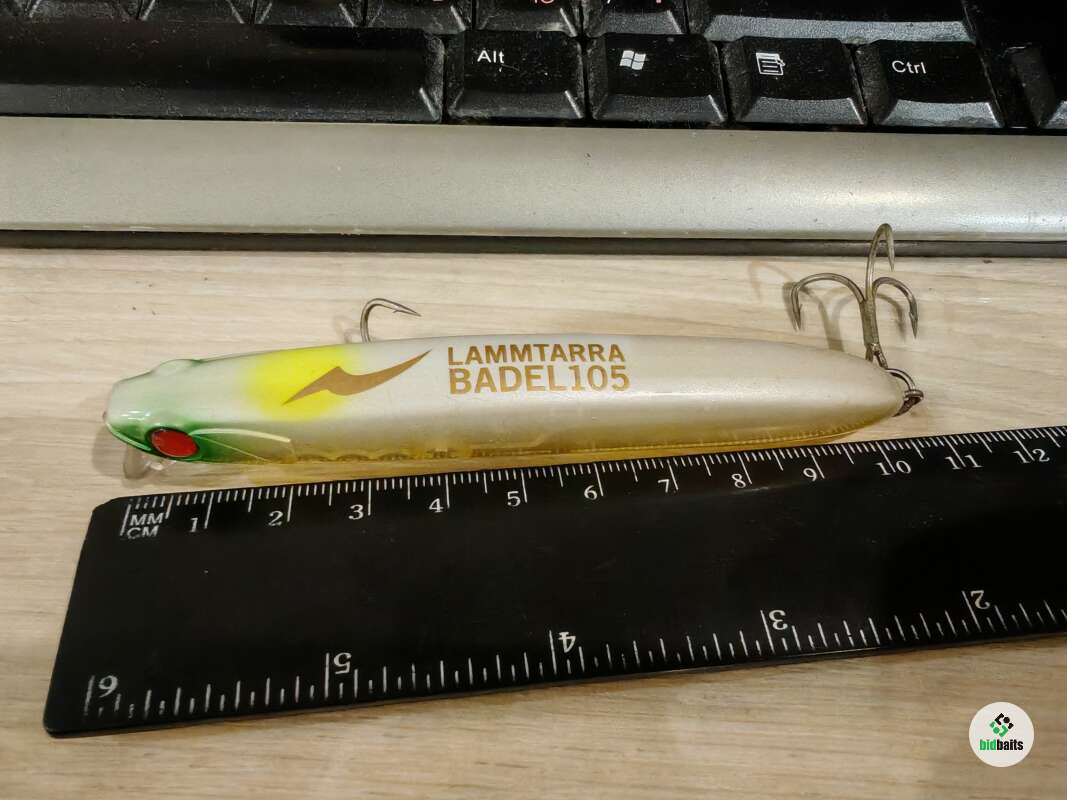 Alt
Ctrl
LAMMTARRA
BADEL105
MM
CM
1 2 3 4 5 6 7 8 9 10 11 12
6 5 4 3 2
bidbaits